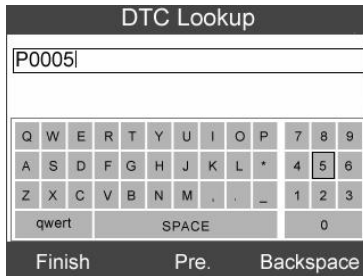 DTC Lookup
P0005
Q W E R T Y U I O P 7 8 9
A S D F G H J K L * 4 5 6
Z X C V B N M , . _ 1 2 3
qwert SPACE 0
Finish Pre. Backspace